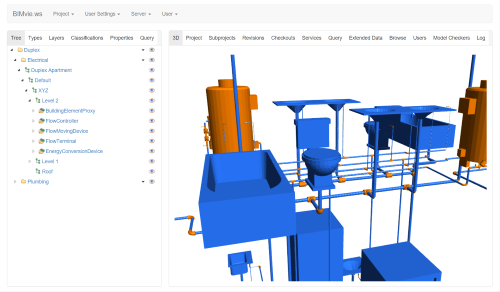 BIMvie.ws Project User Settings Server User
Tree Types Layers Classifications Properties Query
3D Project Subprojects Revisions Checkouts Services Query Extended Data Browse Users Model Checkers Log
Duplex
Electrical
Duplex Apartment
Default
XYZ
Level 2
BuildingElementProxy
FlowController
FlowMovingDevice
FlowTerminal
EnergyConversionDevice
Level 1
Roof
Plumbing